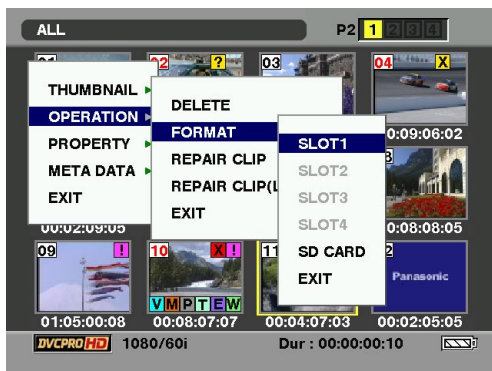 ALL P2 1 2 3 4
01 02 ? 03 04 X
THUMBNAIL
OPERATION
PROPERTY
META DATA
EXIT
DELETE
FORMAT
REPAIR CLIP
REPAIR CLIP(
EXIT
SLOT1
SLOT2
SLOT3
SLOT4
SD CARD
EXIT
0:09:06:02
00:02:09:05 0:08:08:05
09 ! 10 X ! 11 2
V M P T E W Panasonic
01:05:00:08 00:08:07:07 00:04:07:03 00:02:05:05
DVCPRO HD 1080/60i Dur : 00:00:00:10